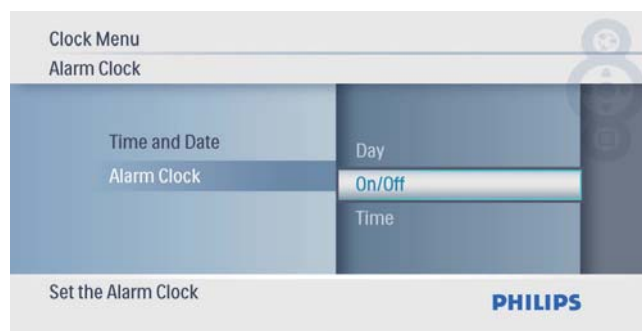 Clock Menu
Alarm Clock
Time and Date
Alarm Clock
Day
On/Off
Time
Set the Alarm Clock
PHILIPS